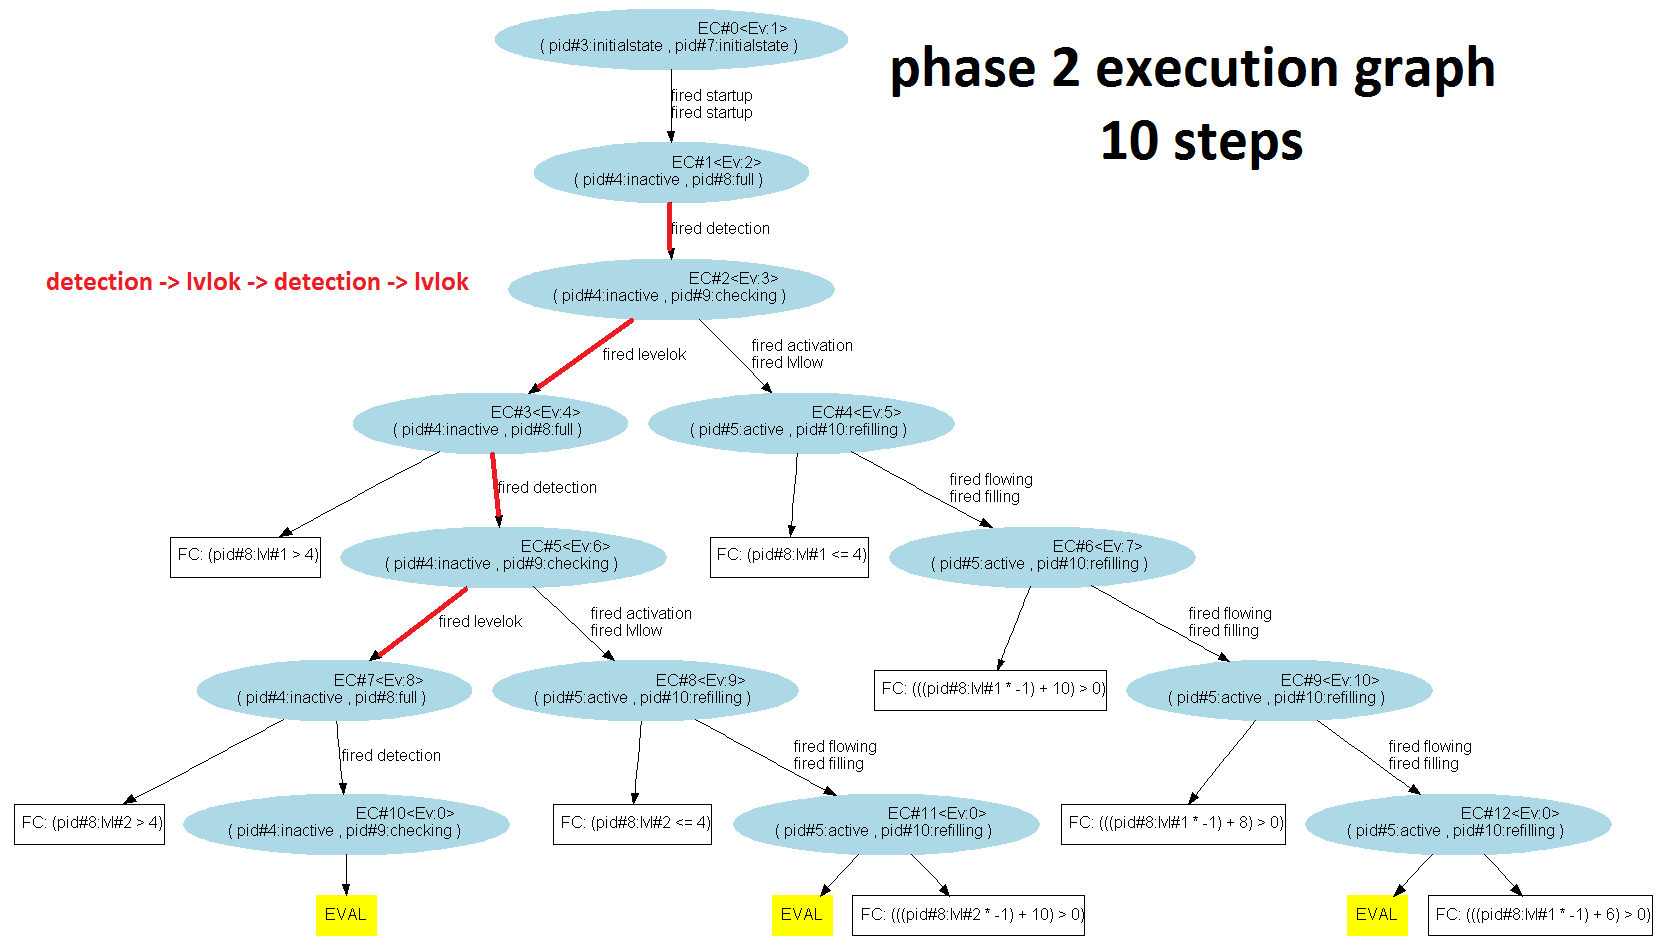 EC#0<Ev:1>
( pid#3:initialstate , pid#7:initialstate )
phase 2 execution graph
10 steps
fired startup
fired startup
EC#1<Ev:2>
( pid#4:inactive , pid#8:full )
fired detection
detection -> lvlok -> detection -> lvlok
EC#2<Ev:3>
( pid#4:inactive , pid#9:checking )
fired levelok
fired activation
fired lvllow
EC#3<Ev:4>
( pid#4:inactive , pid#8:full )
EC#4<Ev:5>
( pid#5:active , pid#10:refilling )
fired detection
fired flowing
fired filling
FC: (pid#8:lvl#1 > 4)
EC#5<Ev:6>
( pid#4:inactive , pid#9:checking )
FC: (pid#8:lvl#1 <= 4)
EC#6<Ev:7>
( pid#5:active , pid#10:refilling )
fired levelok
fired activation
fired lvllow
fired flowing
fired filling
EC#7<Ev:8>
( pid#4:inactive , pid#8:full )
EC#8<Ev:9>
( pid#5:active , pid#10:refilling )
FC: (((pid#8:lvl#1 * -1) + 10) > 0)
EC#9<Ev:10>
( pid#5:active , pid#10:refilling )
fired detection
fired flowing
fired filling
fired flowing
fired filling
FC: (pid#8:lvl#2 > 4)
EC#10<Ev:0>
( pid#4:inactive , pid#9:checking )
FC: (pid#8:lvl#2 <= 4)
EC#11<Ev:0>
( pid#5:active , pid#10:refilling )
FC: (((pid#8:lvl#1 * -1) + 8) > 0)
EC#12<Ev:0>
( pid#5:active , pid#10:refilling )
EVAL
EVAL
FC: (((pid#8:lvl#2 * -1) + 10) > 0)
EVAL
FC: (((pid#8:lvl#1 * -1) + 6) > 0)